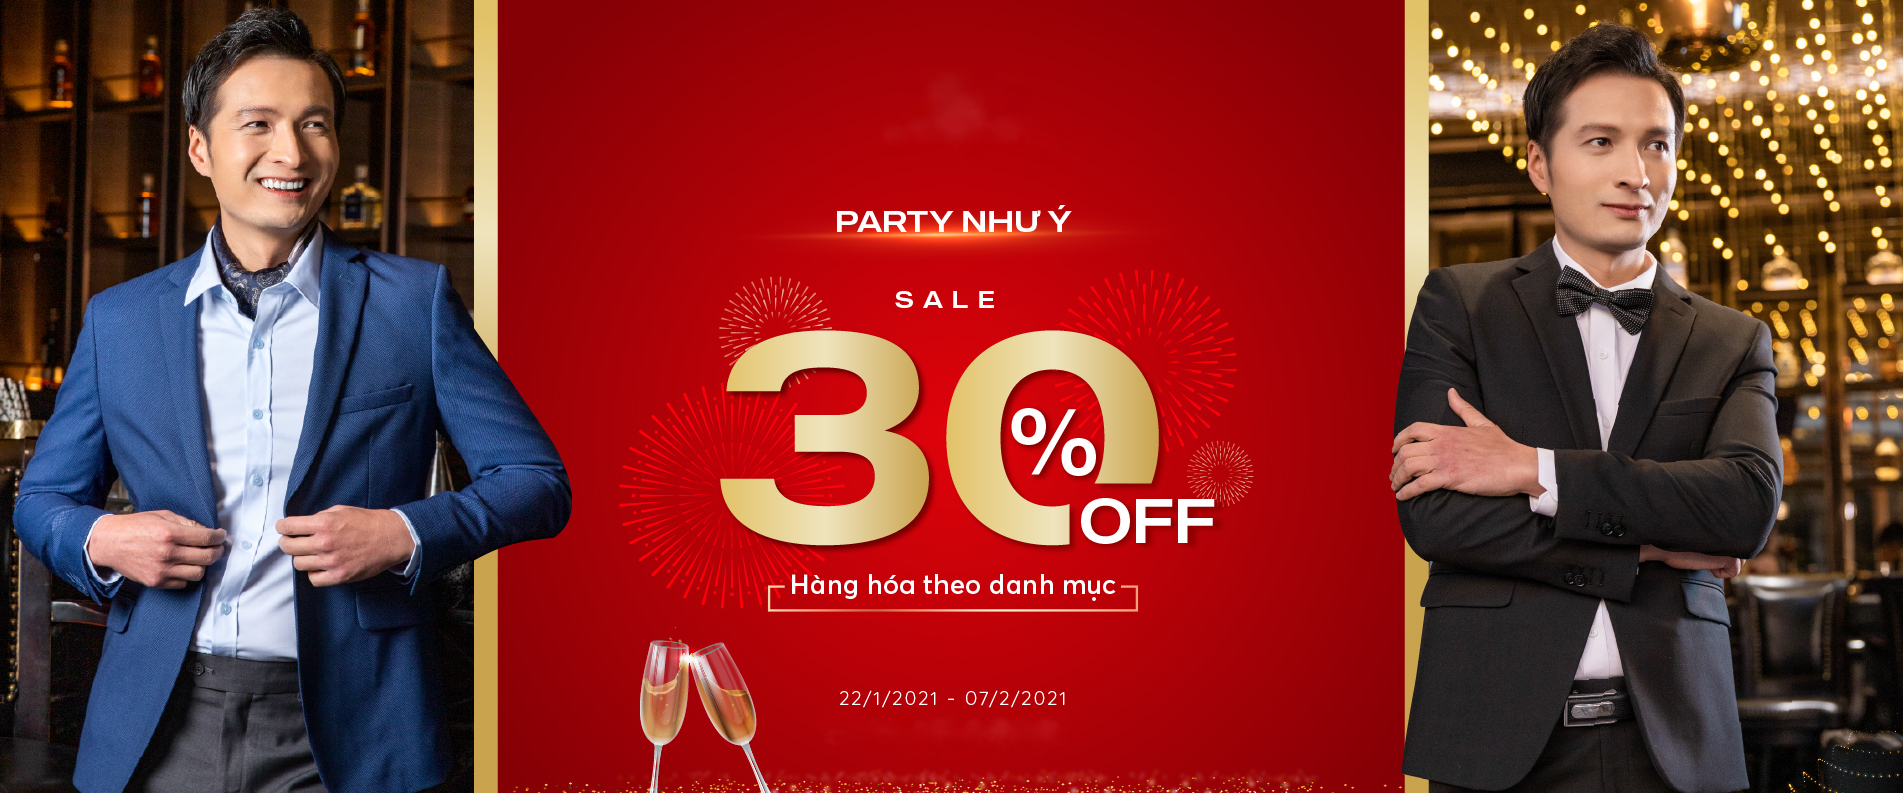 PARTY NHƯ Ý
SALE
30%
OFF
Hàng hóa theo danh mục
22/1/2021 - 07/2/2021